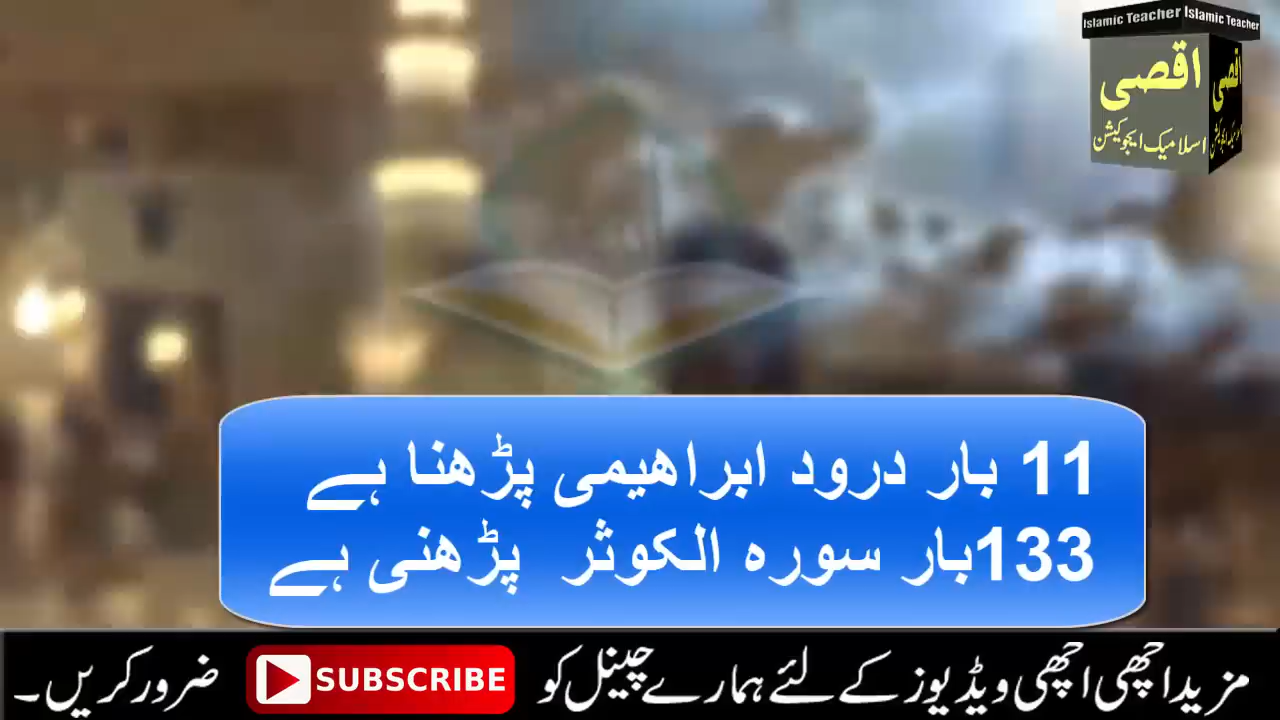 Islamic Teacher Islamic Teacher
اقصی اقصی
اسلامیک ایجوکیشن
11 بار درود ابراھیمی پڑھنا ہے
133بار سورہ الکوثر پڑھنی ہے
مزید اچھی اچھی ویڈیوز کے لئے ہمارے چینل کو SUBSCRIBE ضرور کریں۔